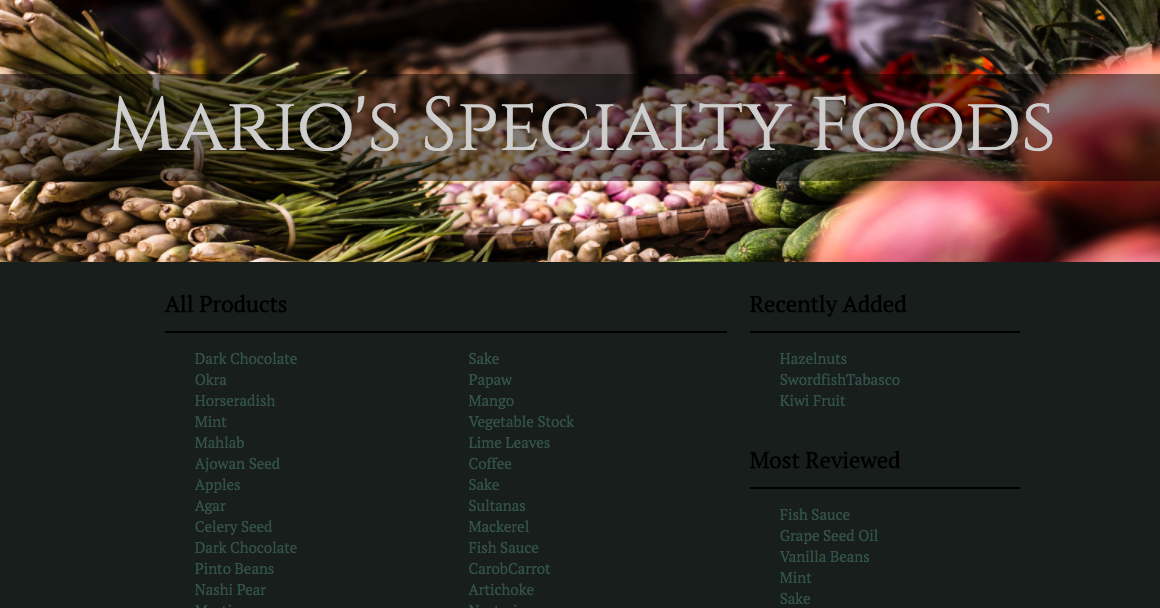 Mario's Specialty Foods
All Products
Dark Chocolate
Okra
Horseradish
Mint
Mahlab
Ajowan Seed
Apples
Agar
Celery Seed
Dark Chocolate
Pinto Beans
Nashi Pear
Sake
Papaw
Mango
Vegetable Stock
Lime Leaves
Coffee
Sake
Sultanas
Mackerel
Fish Sauce
CarobCarrot
Artichoke
Recently Added
Hazelnuts
SwordfishTabasco
Kiwi Fruit
Most Reviewed
Fish Sauce
Grape Seed Oil
Vanilla Beans
Mint
Sake